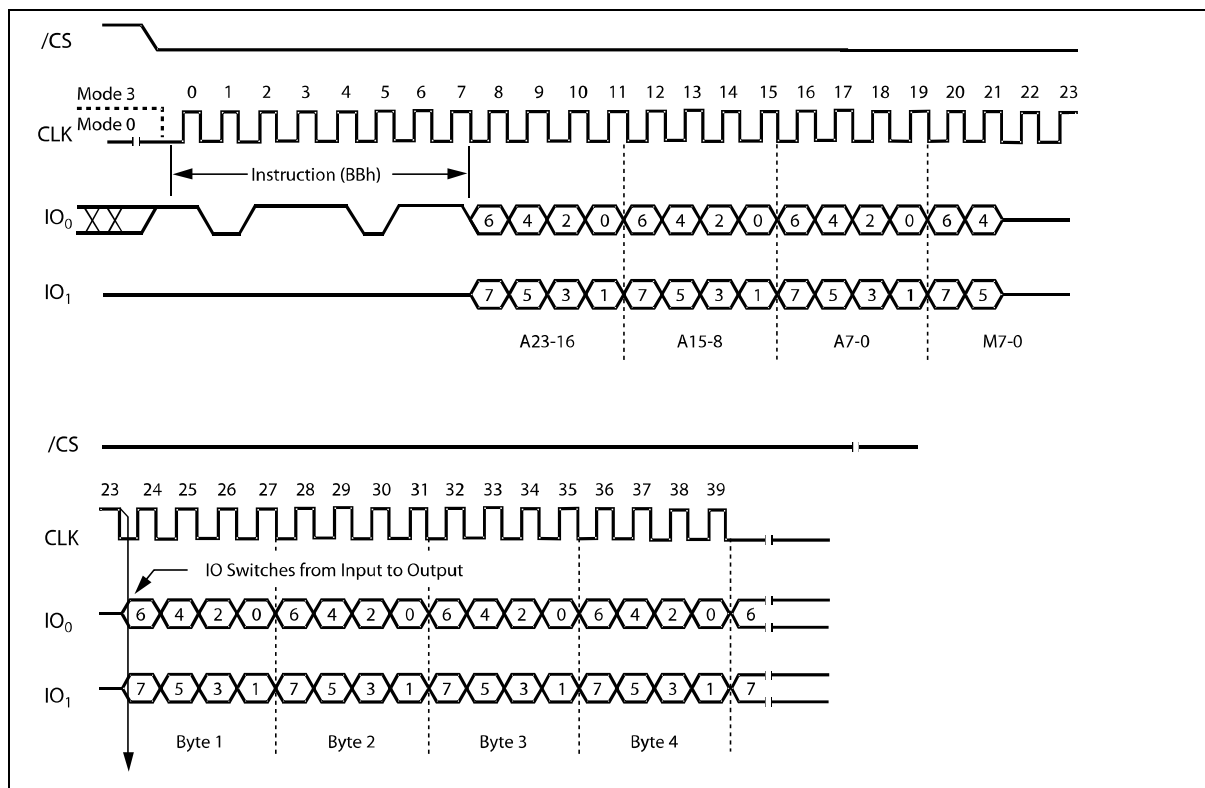 /CS
Mode 3
0 1 2 3 4 5 6 7 8 9 10 11 12 13 14 15 16 17 18 19 20 21 22 23
CLK
Mode 0
Instruction (BBh)
IO0
6 4 2 0 6 4 2 0 6 4 2 0 6 4
IO1
7 5 3 1 7 5 3 1 7 5 3 1 7 5
A23-16 A15-8 A7-0 M7-0
/CS
23 24 25 26 27 28 29 30 31 32 33 34 35 36 37 38 39
CLK
IO Switches from Input to Output
IO0
6 4 2 0 6 4 2 0 6 4 2 0 6 4 2 0 6
IO1
7 5 3 1 7 5 3 1 7 5 3 1 7 5 3 1 7
Byte 1 Byte 2 Byte 3 Byte 4